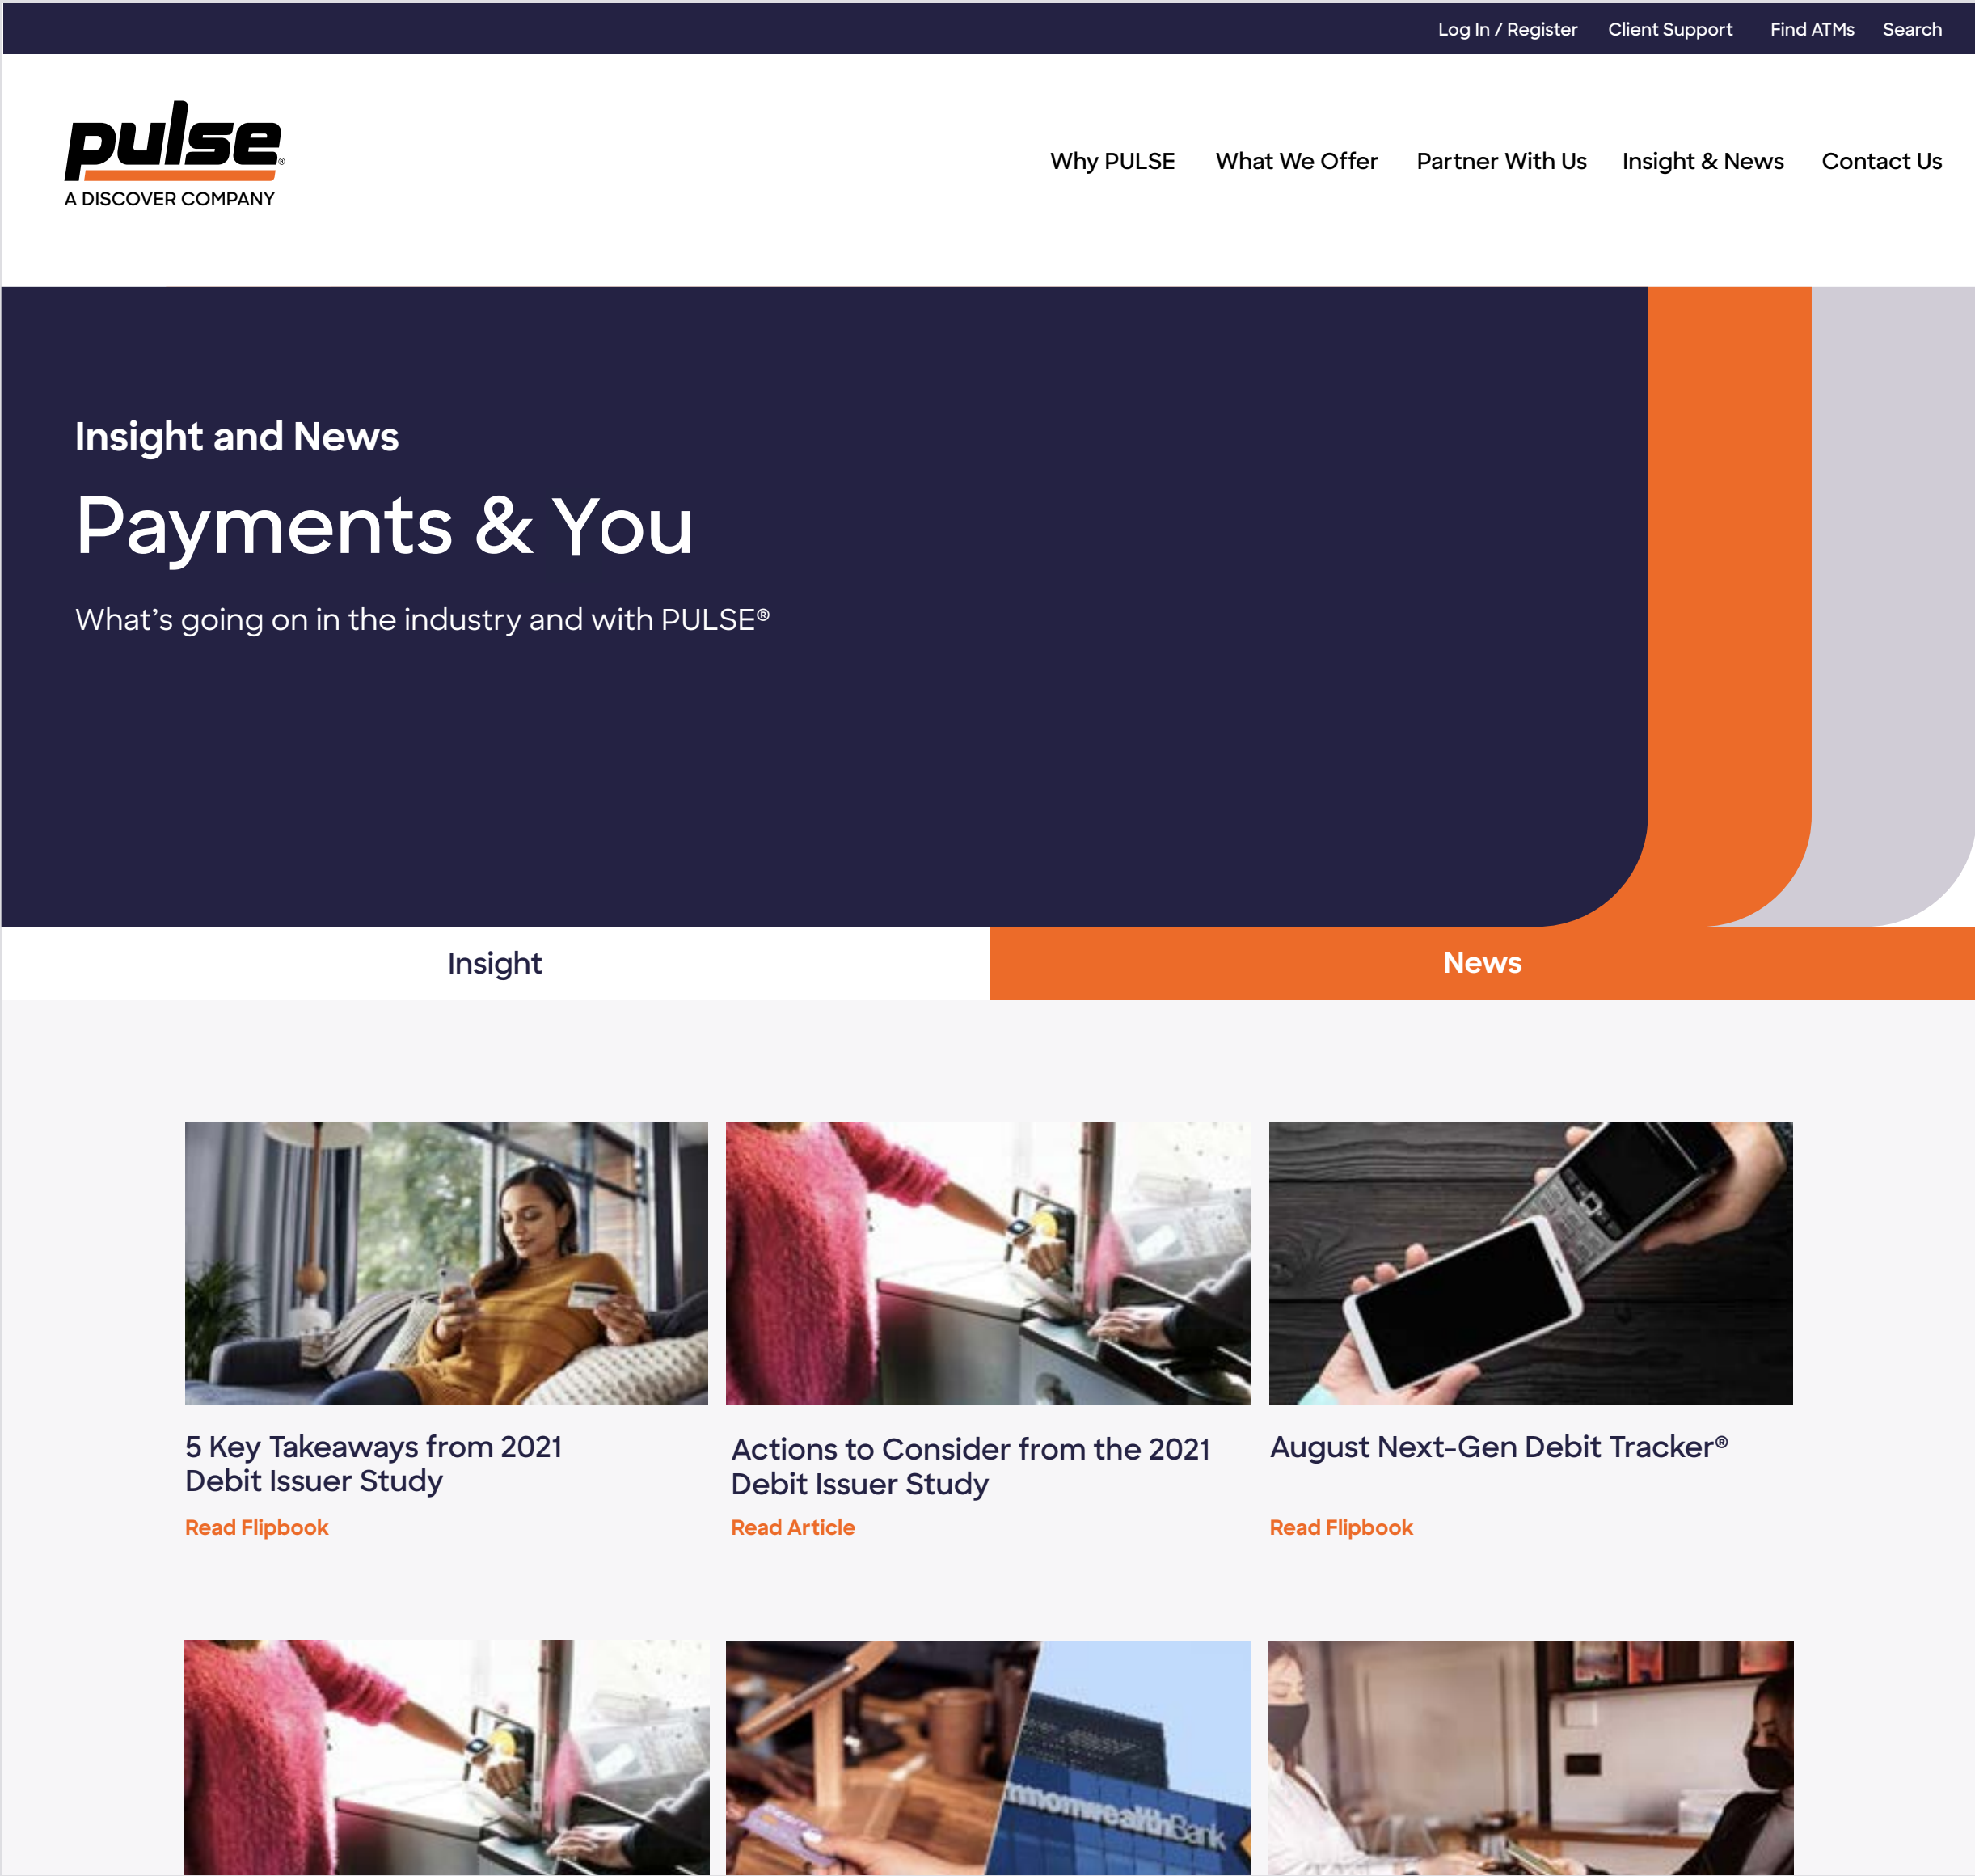 Log In / Register Client Support Find ATMs Search
pulse®
A DISCOVER COMPANY
Why PULSE What We Offer Partner With Us Insight & News Contact Us
Insight and News
Payments & You
What’s going on in the industry and with PULSE®
Insight News
5 Key Takeaways from 2021
Debit Issuer Study
Read Flipbook
Actions to Consider from the 2021
Debit Issuer Study
Read Article
August Next-Gen Debit Tracker®
Read Flipbook
DEBIT
mmonwealthBank